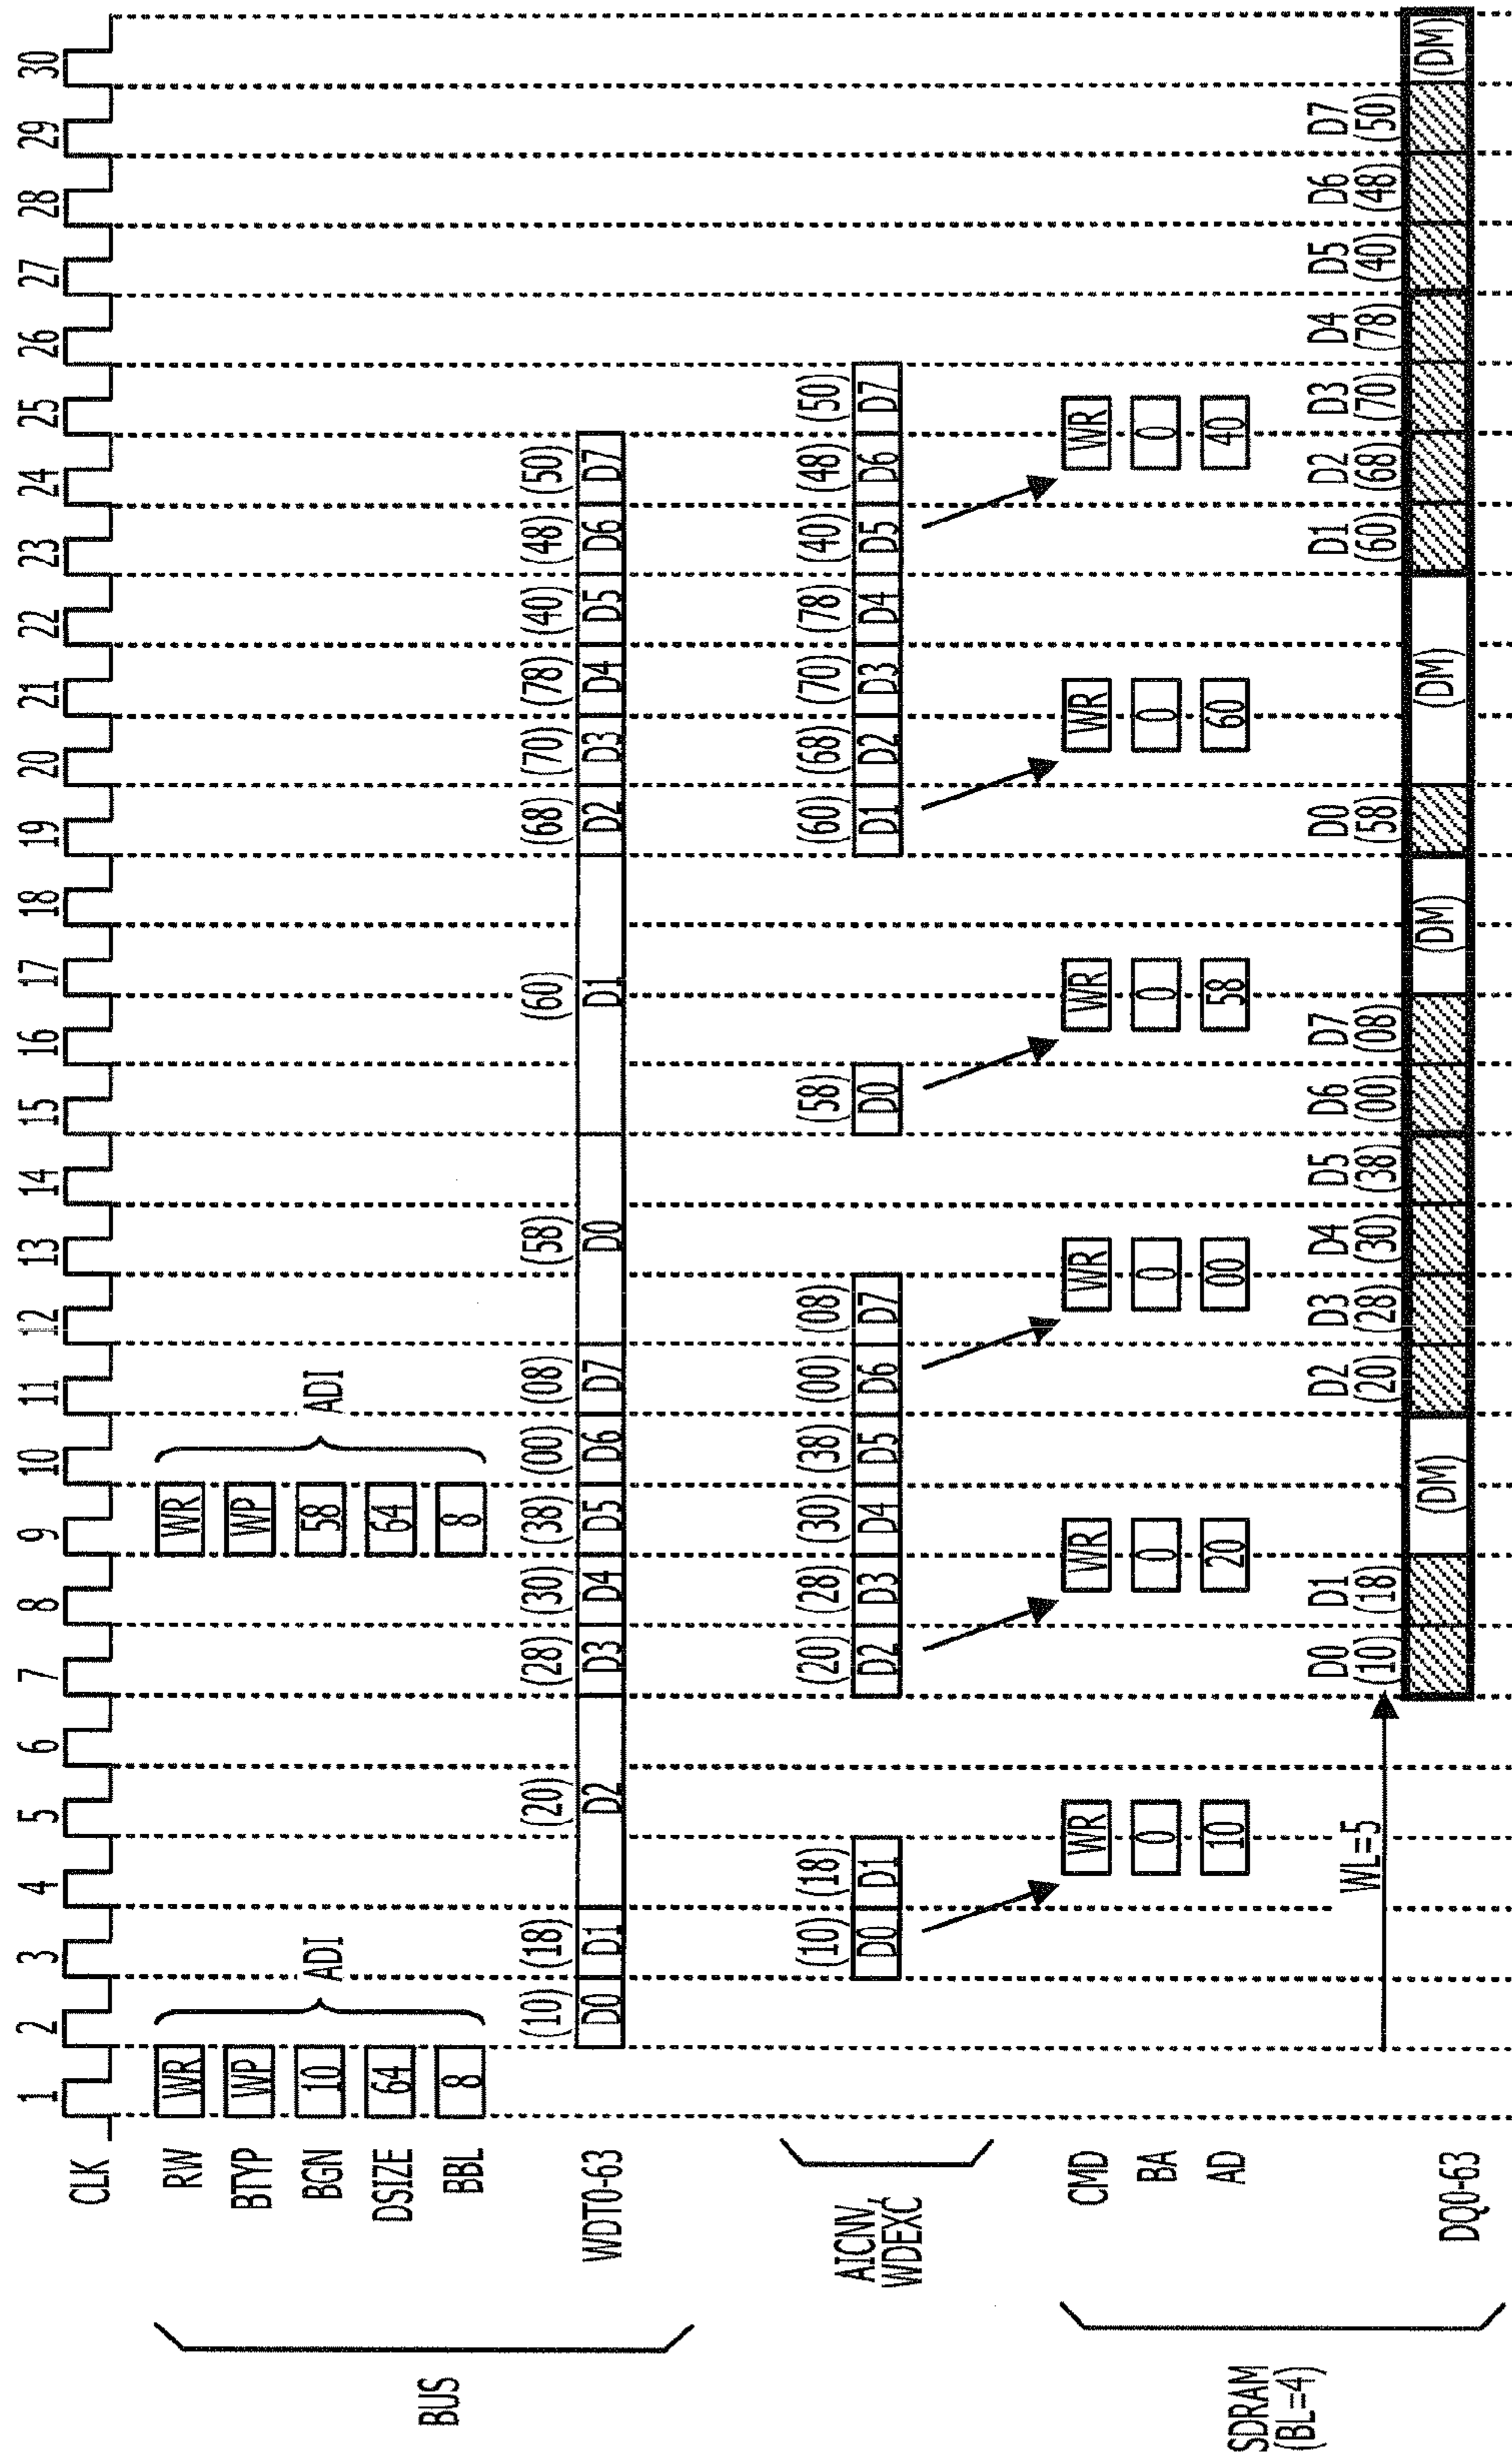 CLK 1 2 3 4 5 6 7 8 9 10 11 12 13 14 15 16 17 18 19 20 21 22 23 24 25 26 27 28 29 30
BUS
RW WR WR
BTYP WP WP
BGN 10 ADI 58 ADI
DSIZE 64 64
BBL 8 8
(10) (18) (20) (28) (30) (38) (00) (08) (58) (60) (68) (70) (78) (40) (48) (50)
WDT0-63 D0 D1 D2 D3 D4 D5 D6 D7 D0 D1 D2 D3 D4 D5 D6 D7
(10) (18) (20) (28) (30) (38) (00) (08) (58) (60) (68) (70) (78) (40) (48) (50)
AICNV, D0 D1 D2 D3 D4 D5 D6 D7 D0 D1 D2 D3 D4 D5 D6 D7
WDEXC
SDRAM
(BL=4)
CMD WR WR WR WR WR WR
BA 0 0 0 0 0 0
AD 10 20 00 58 60 40
WL=5
D0 D1 D2 D3 D4 D5 D6 D7 D0 D1 D2 D3 D4 D5 D6 D7
(10) (18) (20) (28) (30) (38) (00) (08) (58) (60) (68) (70) (78) (40) (48) (50)
DQ0-63 (DM) (DM) (DM) (DM)